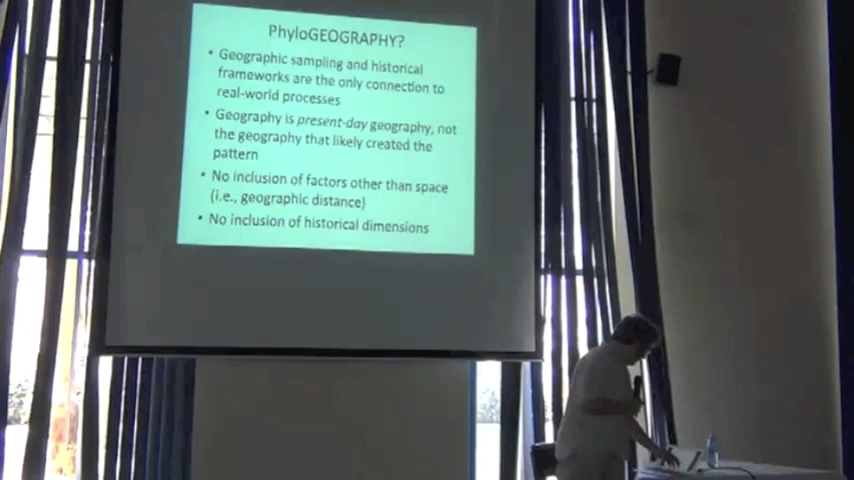 PhyloGEOGRAPHY?
• Geographic sampling and historical
frameworks are the only connection to
real-world processes
• Geography is present-day geography, not
the geography that likely created the
pattern
• No inclusion of factors other than space
(i.e., geographic distance)
• No inclusion of historical dimensions